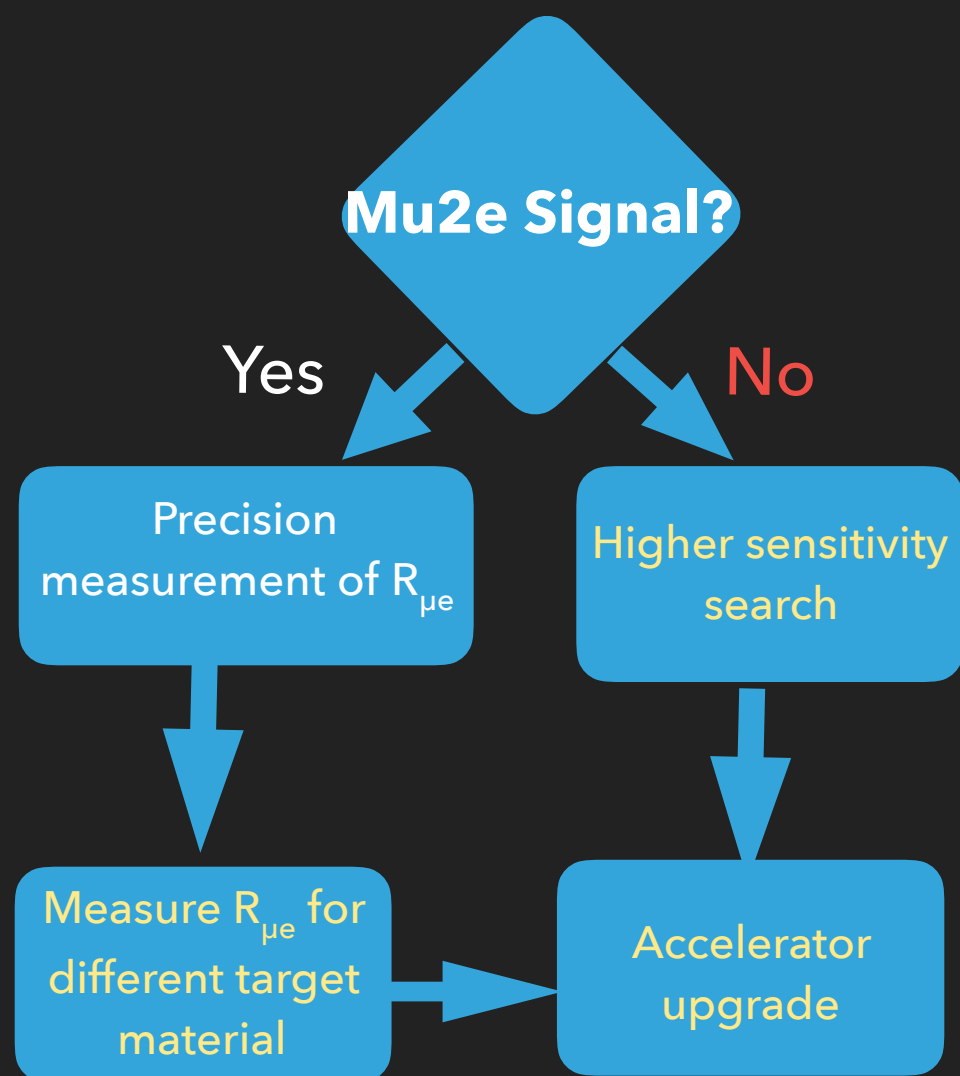 Mu2e Signal?
Yes
No
Precision
measurement of Rμe
Higher sensitivity
search
Measure Rμe for
different target
material
Accelerator
upgrade